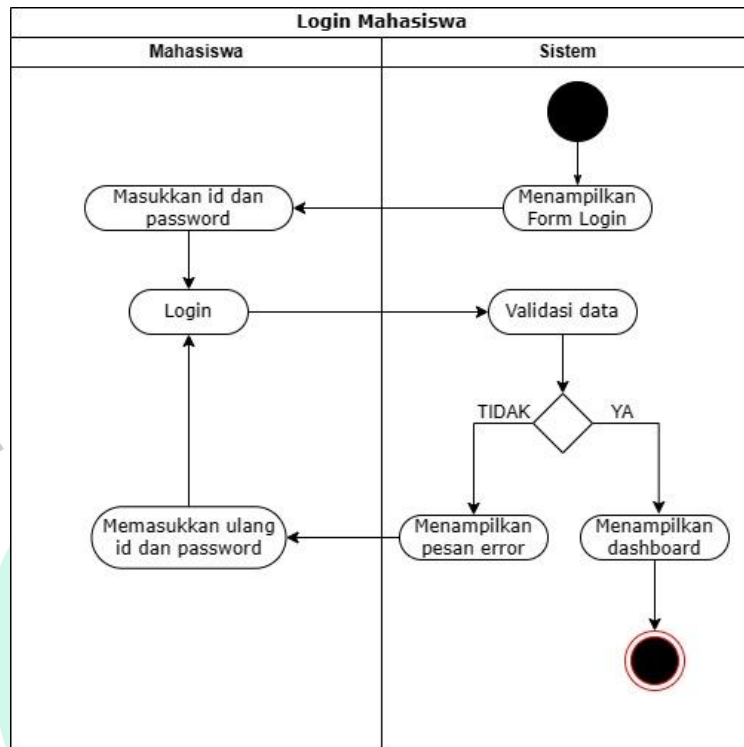 Login Mahasiswa
Mahasiswa
Sistem
Menampilkan
Form Login
Masukkan id dan
password
Login
Validasi data
TIDAK
YA
Memasukkan ulang
id dan password
Menampilkan
pesan error
Menampilkan
dashboard